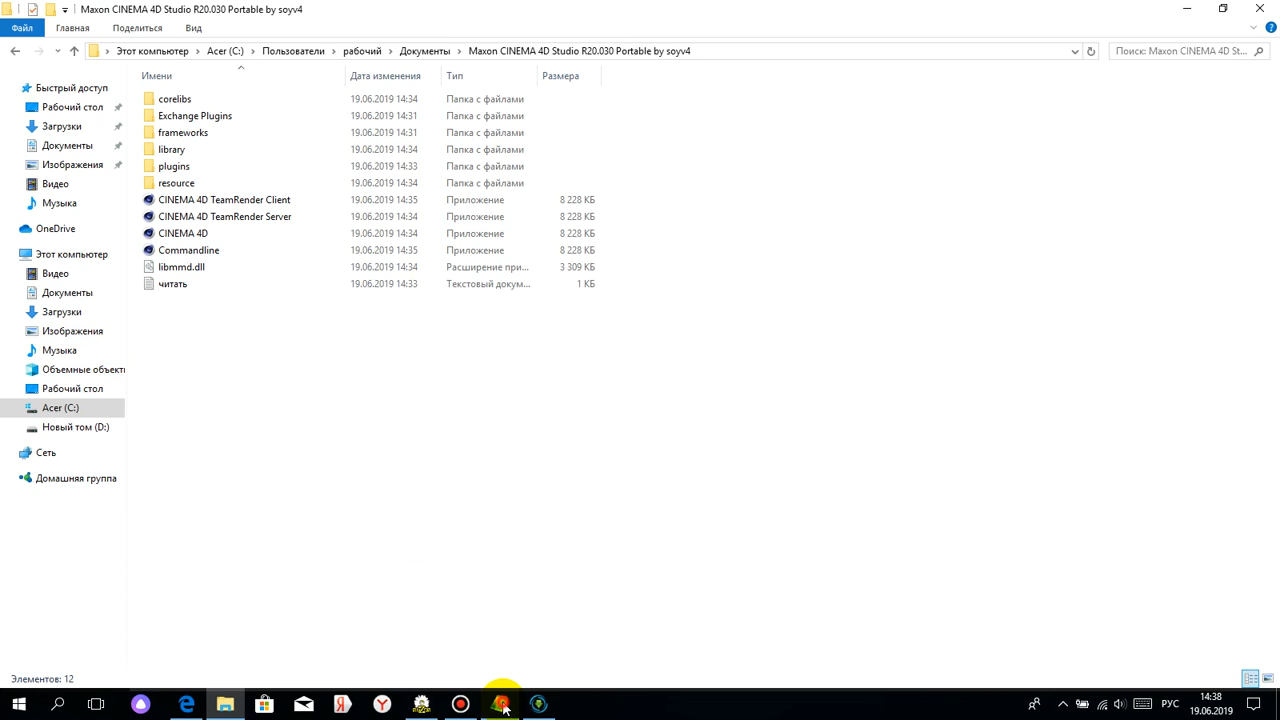 Maxon CINEMA 4D Studio R20.030 Portable by soyv4
Файл Главная Поделиться Вид
Этот компьютер Acer (C:) Пользователи рабочий Документы Maxon CINEMA 4D Studio R20.030 Portable by soyv4 Поиск: Maxon CINEMA 4D St...
Имени Дата изменения Тип Размера
Быстрый доступ
Рабочий стол
Загрузки
Документы
Изображения
Видео
Музыка
OneDrive
Этот компьютер
Видео
Документы
Загрузки
Изображения
Музыка
Объемные объекты
Рабочий стол
Acer (C:)
Новый том (D:)
Сеть
Домашняя группа
corelibs 19.06.2019 14:34 Папка с файлами
Exchange Plugins 19.06.2019 14:31 Папка с файлами
frameworks 19.06.2019 14:31 Папка с файлами
library 19.06.2019 14:34 Папка с файлами
plugins 19.06.2019 14:33 Папка с файлами
resource 19.06.2019 14:34 Папка с файлами
CINEMA 4D TeamRender Client 19.06.2019 14:35 Приложение 8 228 КБ
CINEMA 4D TeamRender Server 19.06.2019 14:34 Приложение 8 228 КБ
CINEMA 4D 19.06.2019 14:34 Приложение 8 228 КБ
Commandline 19.06.2019 14:35 Приложение 8 228 КБ
libmmd.dll 19.06.2019 14:34 Расширение при... 3 309 КБ
читать 19.06.2019 14:33 Текстовый докум... 1 КБ
Элементов: 12
РУС
14:38
19.06.2019